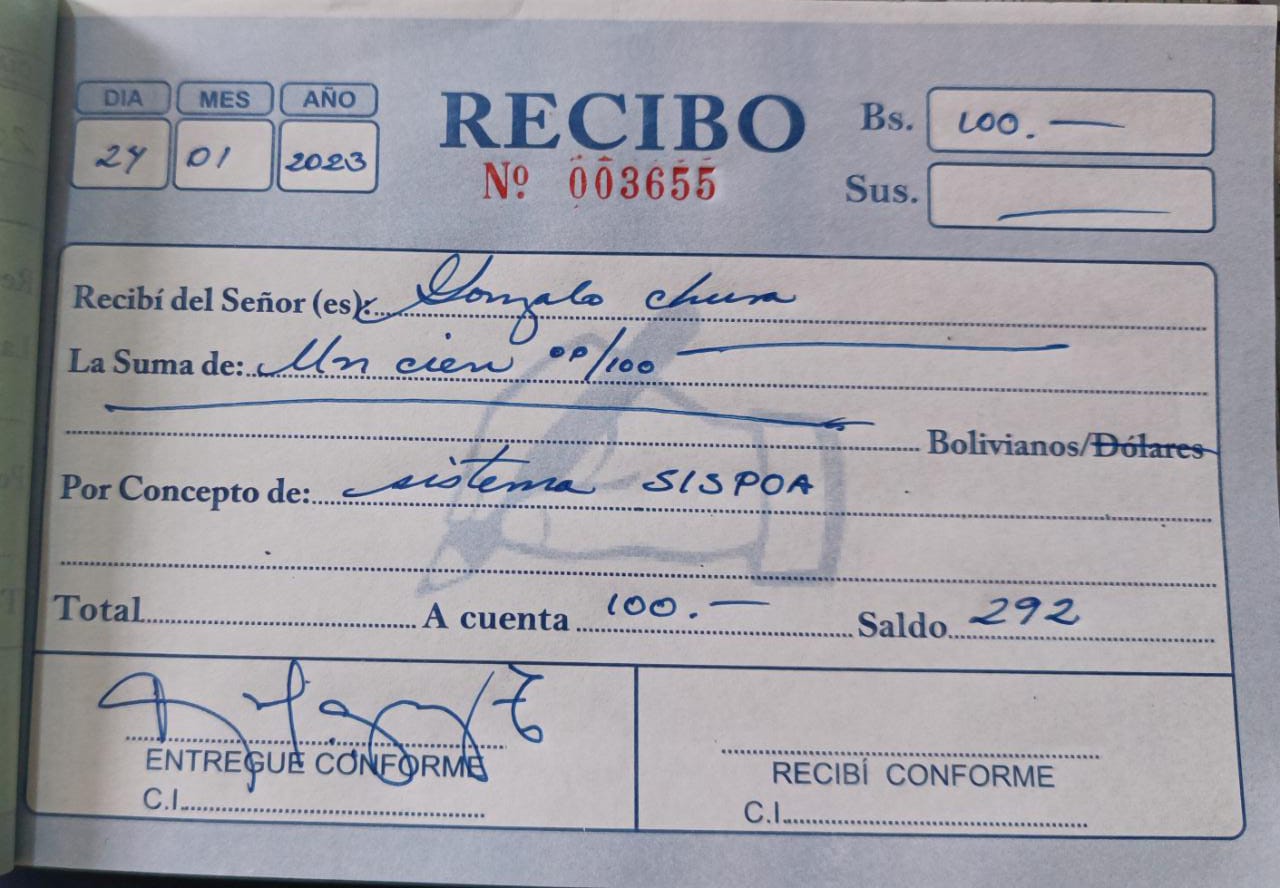 DIA MES AÑO
24 01 2023
RECIBO
Nº 003655
Bs. 100.—
Sus. —
Recibí del Señor (es): Gonzalo chura
La Suma de: Un cien 00/100
Bolivianos/Dólares
Por Concepto de: sistema SISPOA
Total A cuenta 100.— Saldo 292
ENTREGUE CONFORME
C.I.
RECIBÍ CONFORME
C.I.